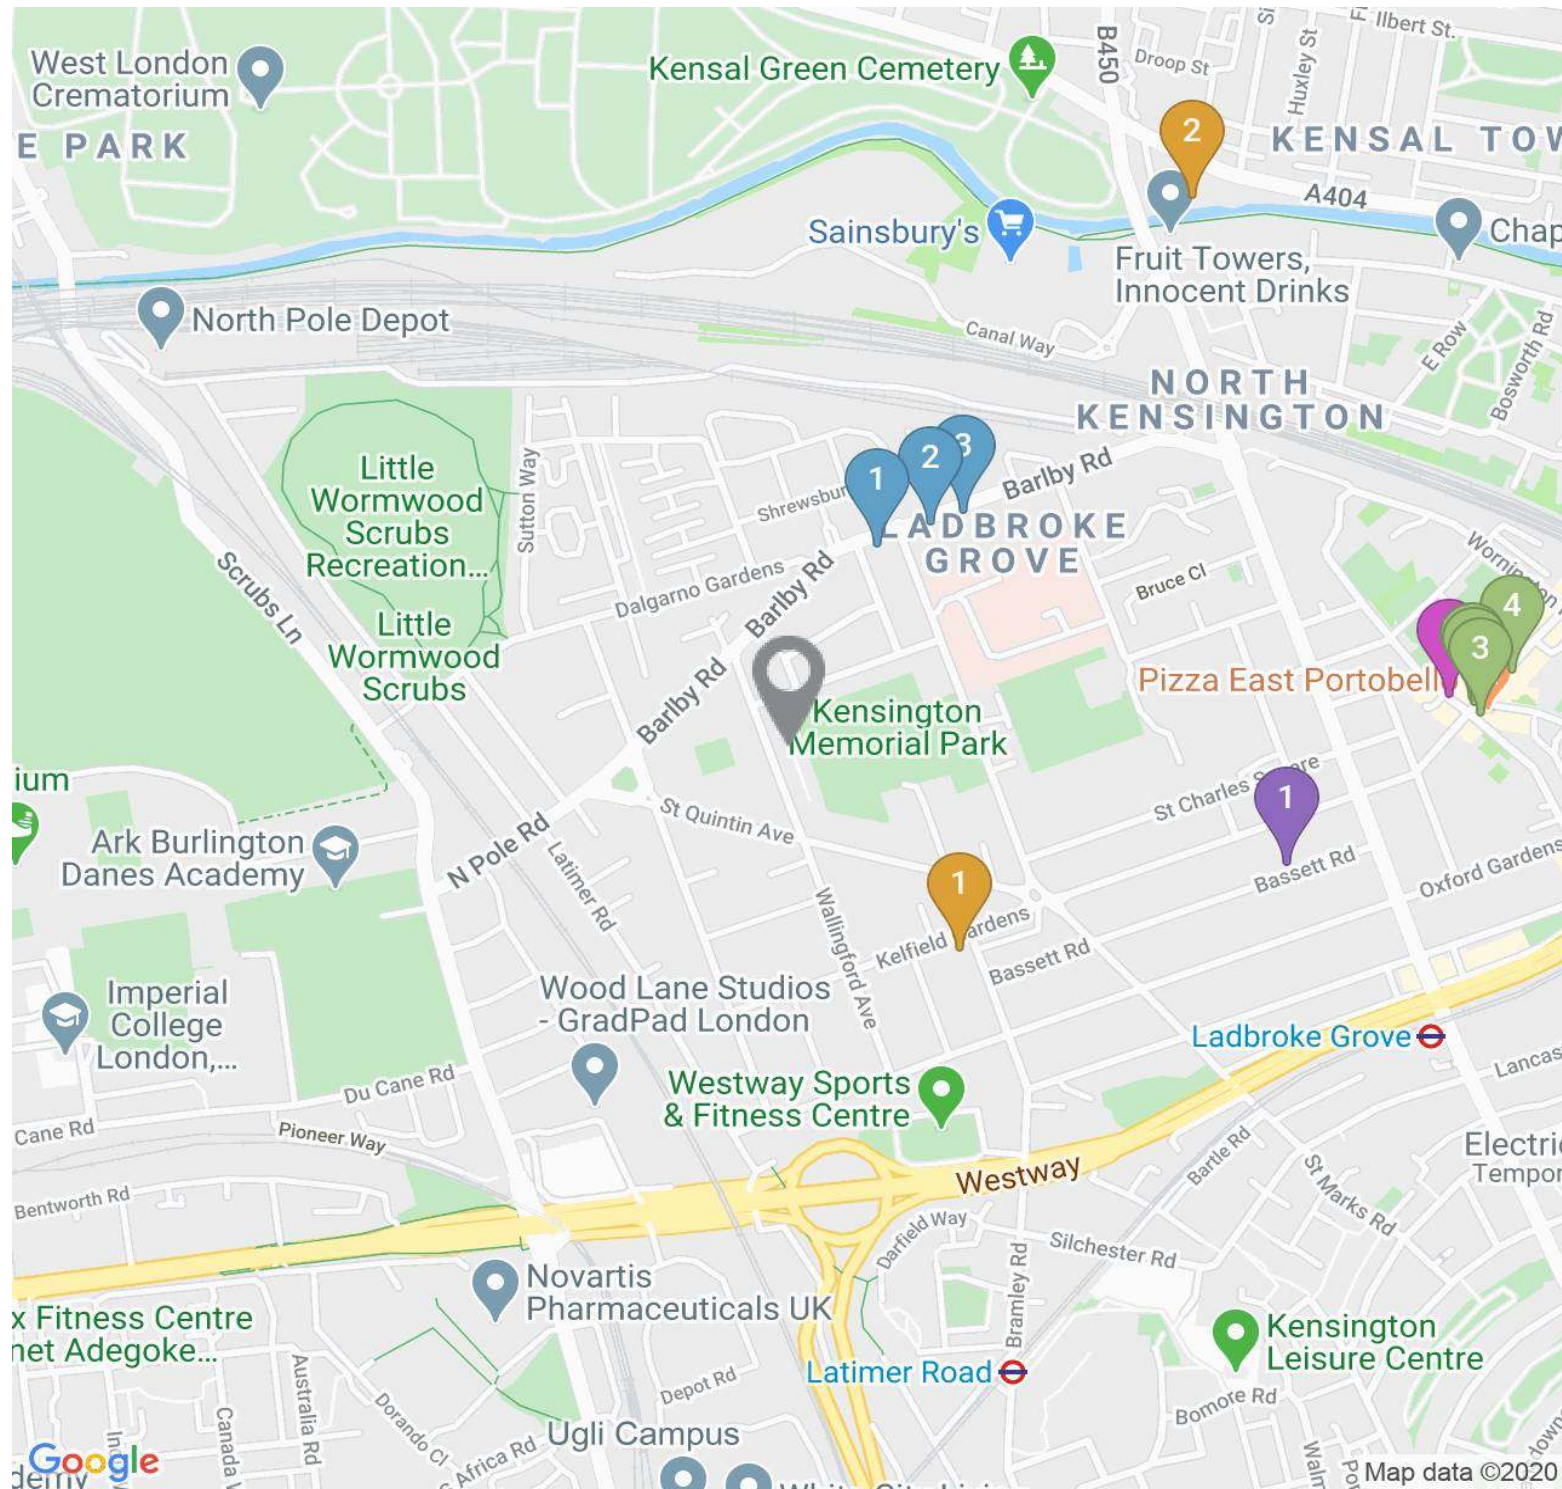 West London
Crematorium
Kensal Green Cemetery
B450
Droop St
Huxley St
Ilbert St.
E PARK
2
KENSAL TOW
A404
Sainsbury's
Chap
Fruit Towers,
Innocent Drinks
North Pole Depot
Canal Way
E Row
Bosworth Rd
NORTH
KENSINGTON
Little
Wormwood
Scrubs
Recreation...
Sutton Way
Shrewsbur
1
2
3
Barlby Rd
LADBROKE
GROVE
Scrubs Ln
Dalgarno Gardens
Barlby Rd
Bruce Cl
Little
Wormwood
Scrubs
4
3
Barlby Rd
Pizza East Portobell
Kensington
Memorial Park
ium
St Charles Square
1
St Quintin Ave
Ark Burlington
Danes Academy
N Pole Rd
Latimer Rd
Bassett Rd
Oxford Gardens
1
Wallingford Ave
Kelfield Gardens
Bassett Rd
Imperial
College
London,...
Wood Lane Studios
- GradPad London
Ladbroke Grove
Lancas
Du Cane Rd
Westway Sports
& Fitness Centre
Cane Rd
Pioneer Way
Westway
Bartle Rd
Electric
Tempor
St Marks Rd
Bentworth Rd
Darfield Way
Silchester Rd
Bramley Rd
Novartis
Pharmaceuticals UK
x Fitness Centre
net Adegoke...
Kensington
Leisure Centre
Latimer Road
Australia Rd
Depot Rd
Bomore Rd
Dorando Cl
Canada
Africa Rd
Ugli Campus
Google
demy
Walm
down
Map data ©2020